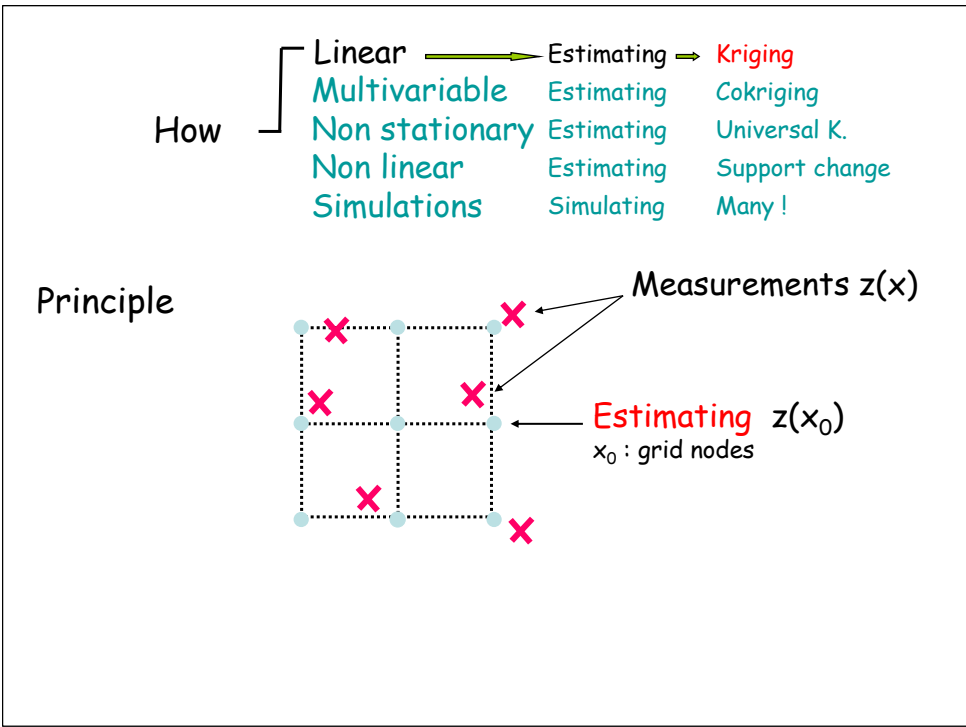 Linear Estimating Kriging
Multivariable Estimating Cokriging
How Non stationary Estimating Universal K.
Non linear Estimating Support change
Simulations Simulating Many !
Measurements z(x)
Principle
Estimating z(x₀)
x₀ : grid nodes